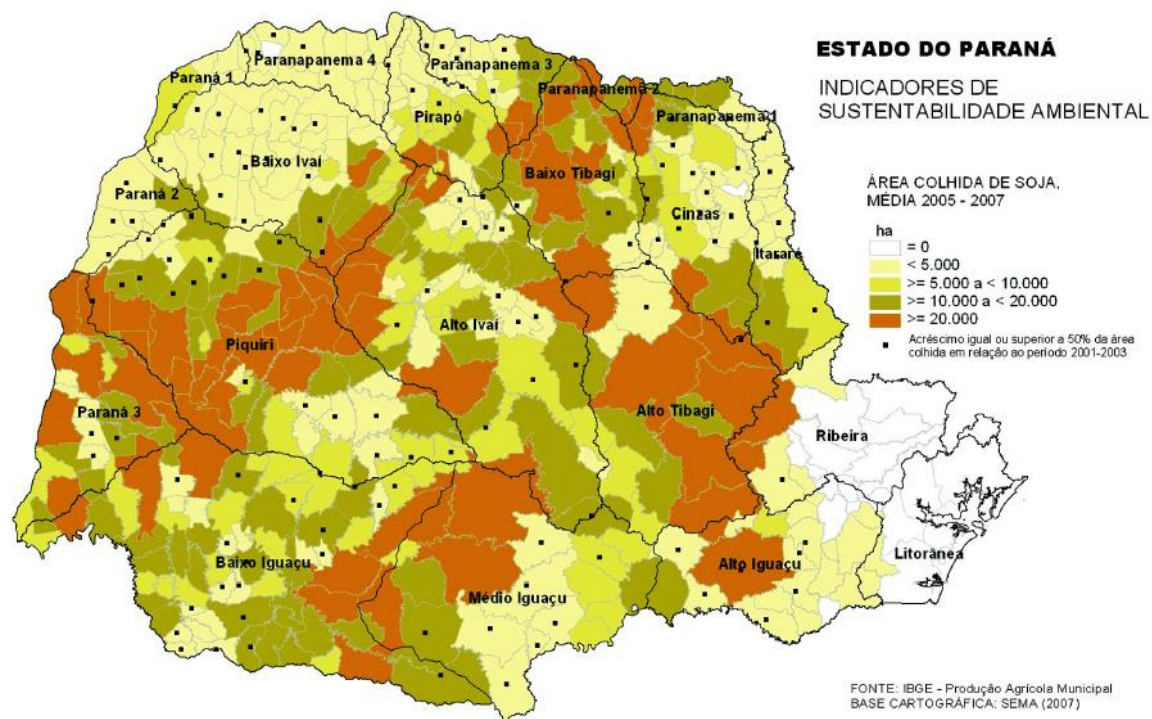 ESTADO DO PARANÁ
INDICADORES DE
SUSTENTABILIDADE AMBIENTAL
ÁREA COLHIDA DE SOJA,
MÉDIA 2005 - 2007
ha
= 0
< 5.000
>= 5.000 a < 10.000
>= 10.000 a < 20.000
>= 20.000
Acréscimo igual ou superior a 50% da área
colhida em relação ao período 2001-2003
Paraná 1
Paranapanema 4
Paranapanema 3
Paranapanema 2
Paranapanema 1
Pirapó
Baixo Ivaí
Baixo Tibagi
Paraná 2
Cinzas
Itararé
Alto Ivaí
Piquiri
Paraná 3
Alto Tibagi
Ribeira
Litorânea
Baixo Iguaçu
Alto Iguaçu
Médio Iguaçu
FONTE: IBGE - Produção Agrícola Municipal
BASE CARTOGRÁFICA: SEMA (2007)